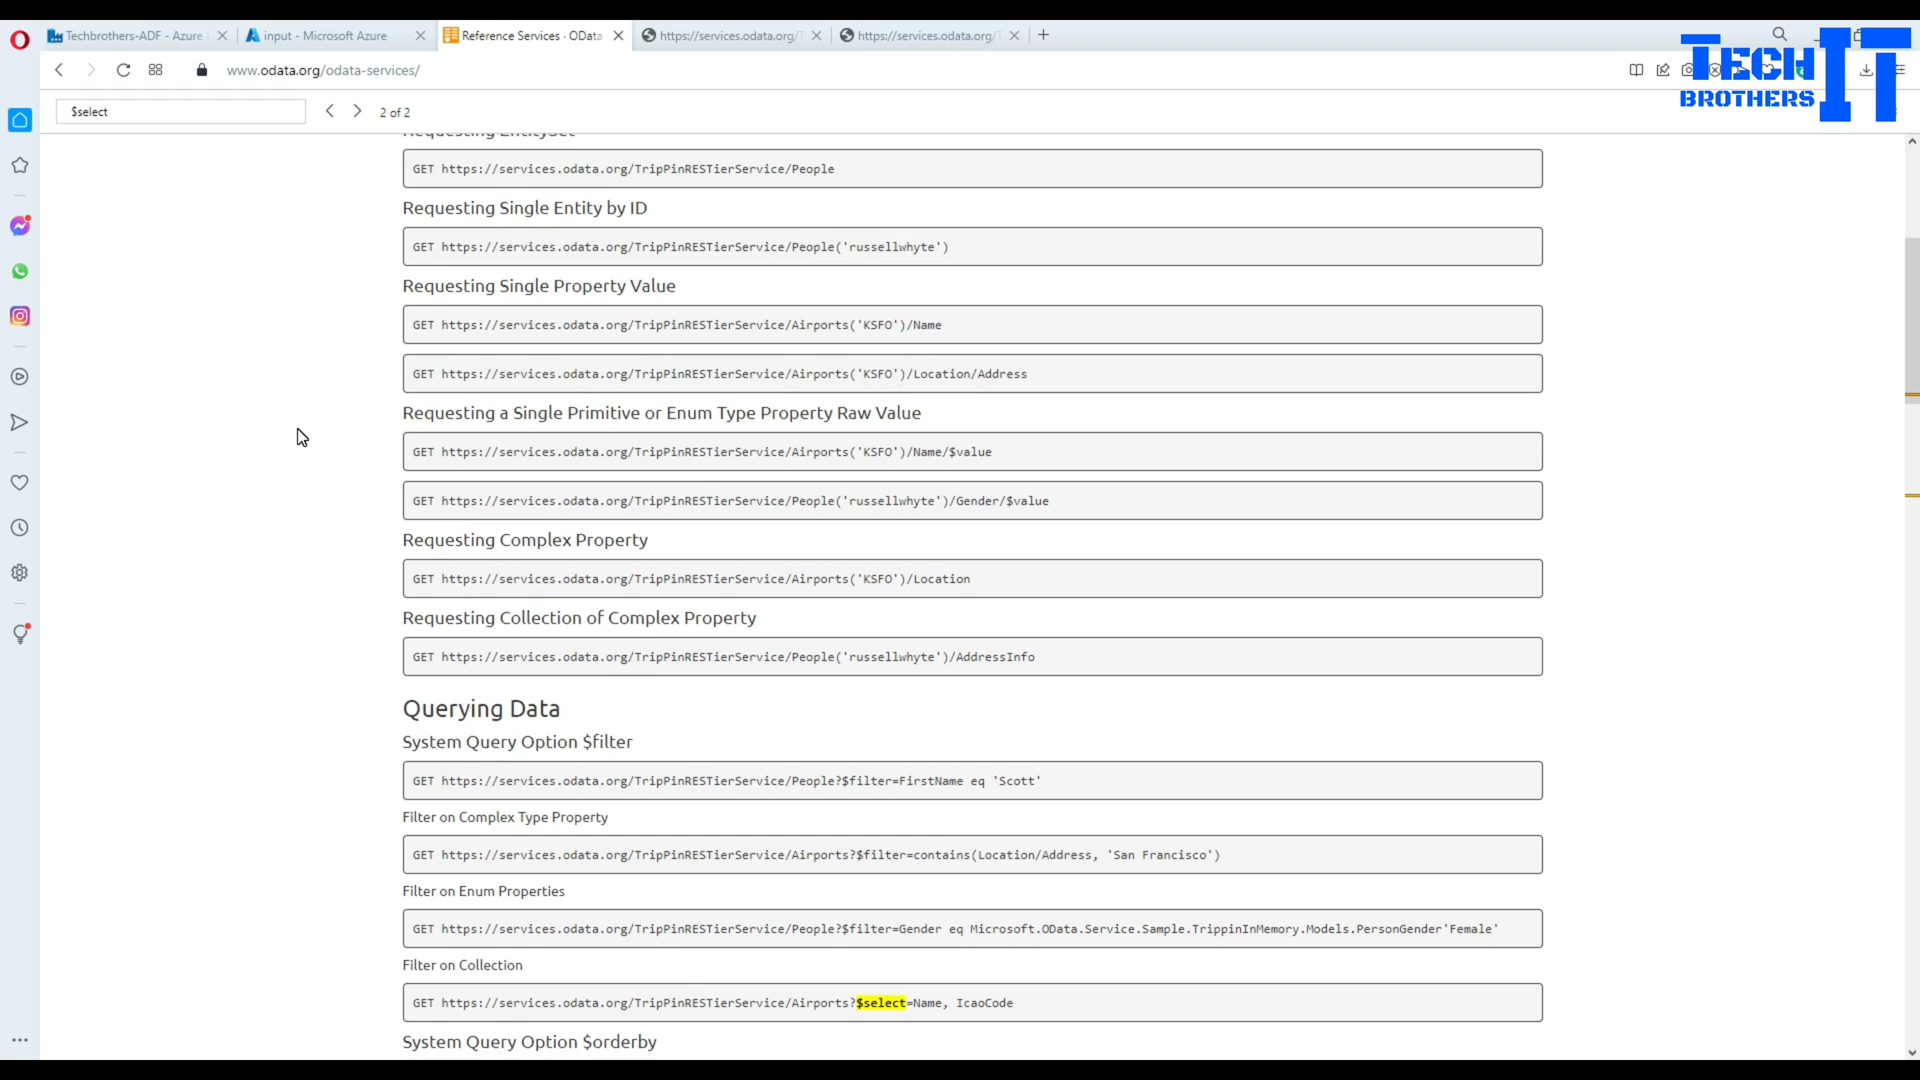 Techbrothers-ADF - Azure
input - Microsoft Azure
Reference Services · OData
https://services.odata.org/
https://services.odata.org/
www.odata.org/odata-services/
TECH IT
BROTHERS
$select
2 of 2
Requesting EntitySet
GET https://services.odata.org/TripPinRESTierService/People
Requesting Single Entity by ID
GET https://services.odata.org/TripPinRESTierService/People('russellwhyte')
Requesting Single Property Value
GET https://services.odata.org/TripPinRESTierService/Airports('KSFO')/Name
GET https://services.odata.org/TripPinRESTierService/Airports('KSFO')/Location/Address
Requesting a Single Primitive or Enum Type Property Raw Value
GET https://services.odata.org/TripPinRESTierService/Airports('KSFO')/Name/$value
GET https://services.odata.org/TripPinRESTierService/People('russellwhyte')/Gender/$value
Requesting Complex Property
GET https://services.odata.org/TripPinRESTierService/Airports('KSFO')/Location
Requesting Collection of Complex Property
GET https://services.odata.org/TripPinRESTierService/People('russellwhyte')/AddressInfo
Querying Data
System Query Option $filter
GET https://services.odata.org/TripPinRESTierService/People?$filter=FirstName eq 'Scott'
Filter on Complex Type Property
GET https://services.odata.org/TripPinRESTierService/Airports?$filter=contains(Location/Address, 'San Francisco')
Filter on Enum Properties
GET https://services.odata.org/TripPinRESTierService/People?$filter=Gender eq Microsoft.OData.Service.Sample.TrippinInMemory.Models.PersonGender'Female'
Filter on Collection
GET https://services.odata.org/TripPinRESTierService/Airports?$select=Name, IcaoCode
System Query Option $orderby